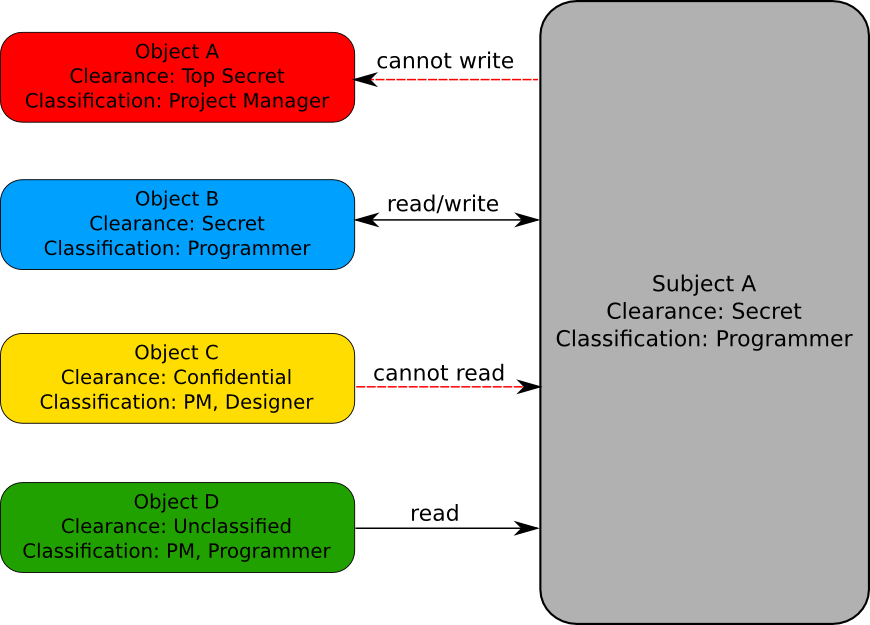 Object A
Clearance: Top Secret
Classification: Project Manager
cannot write
Object B
Clearance: Secret
Classification: Programmer
read/write
Object C
Clearance: Confidential
Classification: PM, Designer
cannot read
Object D
Clearance: Unclassified
Classification: PM, Programmer
read
Subject A
Clearance: Secret
Classification: Programmer